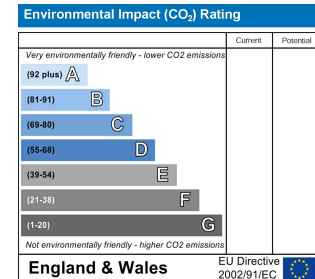 Environmental Impact (CO₂) Rating
Current Potential
Very environmentally friendly - lower CO2 emissions
(92 plus) A
(81-91) B
(69-80) C
(55-68) D
(39-54) E
(21-38) F
(1-20) G
Not environmentally friendly - higher CO2 emissions
England & Wales
EU Directive
2002/91/EC